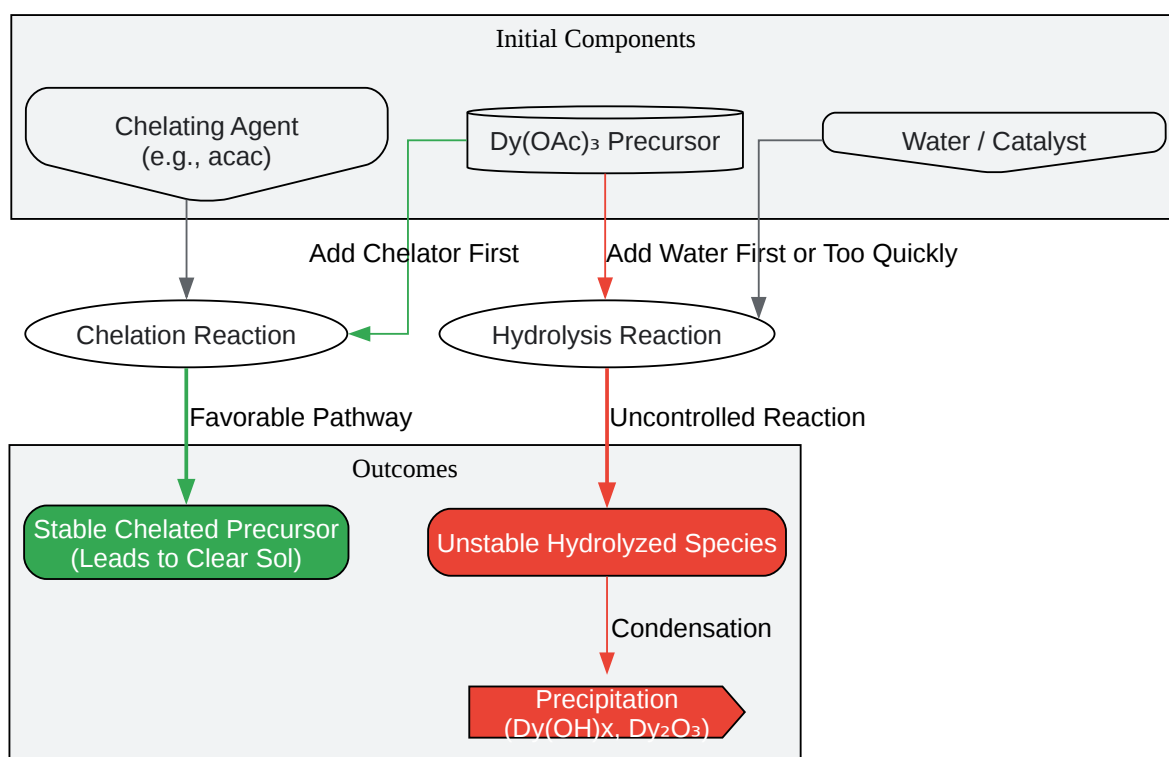 Initial Components
Chelating Agent
(e.g., acac)
Dy(OAc)₃ Precursor
Water / Catalyst
Add Chelator First
Add Water First or Too Quickly
Chelation Reaction
Hydrolysis Reaction
Favorable Pathway
Uncontrolled Reaction
Outcomes
Stable Chelated Precursor
(Leads to Clear Sol)
Unstable Hydrolyzed Species
Condensation
Precipitation
(Dy(OH)x, Dy₂O₃)